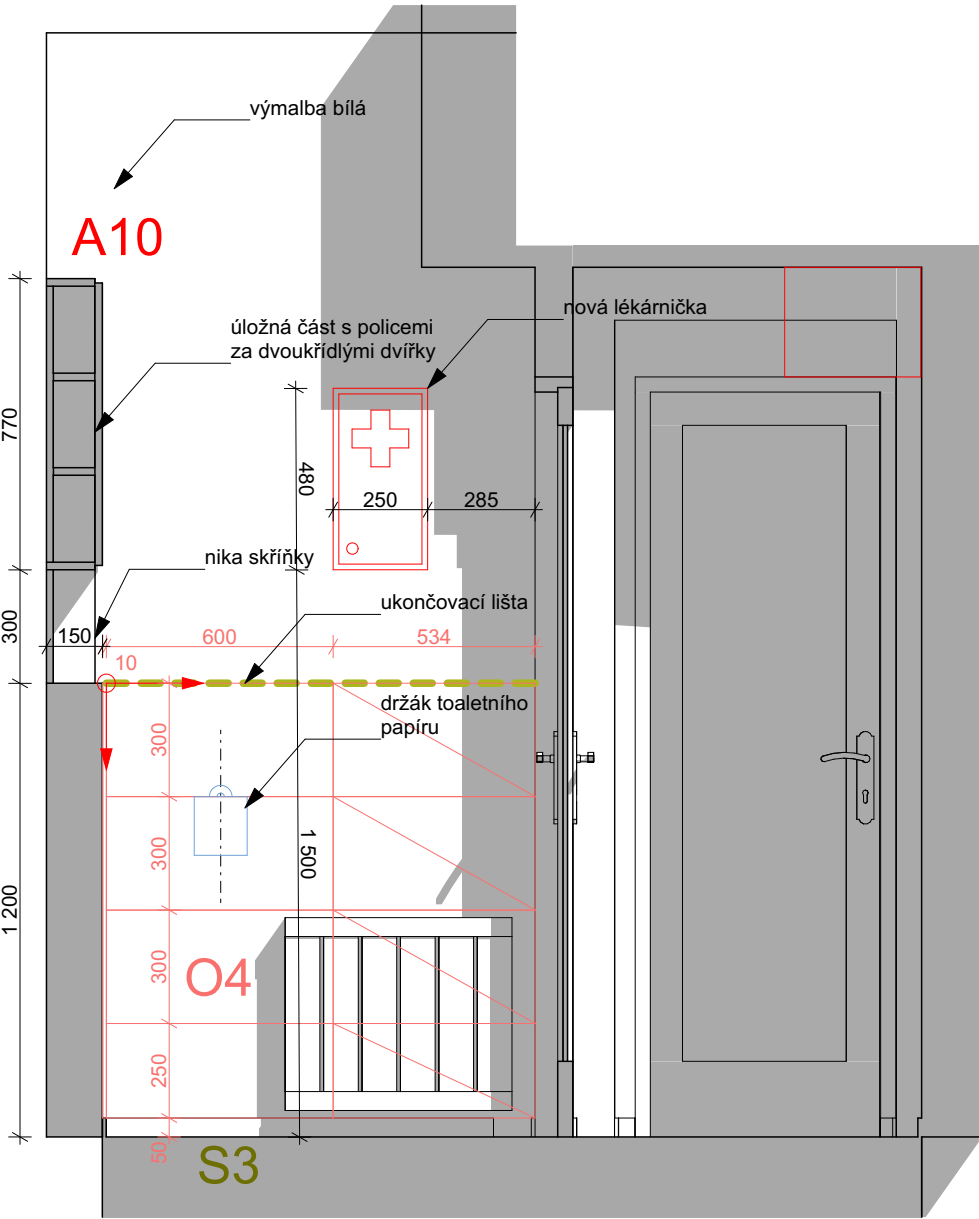 výmalba bílá
A10
nová lékárnička
úložná část s policemi
za dvoukřídlými dvířky
770
480
250
285
nika skříňky
ukončovací lišta
300
150
600
534
10
držák toaletního
papíru
300
300
1 500
1 200
300
O4
250
50
S3